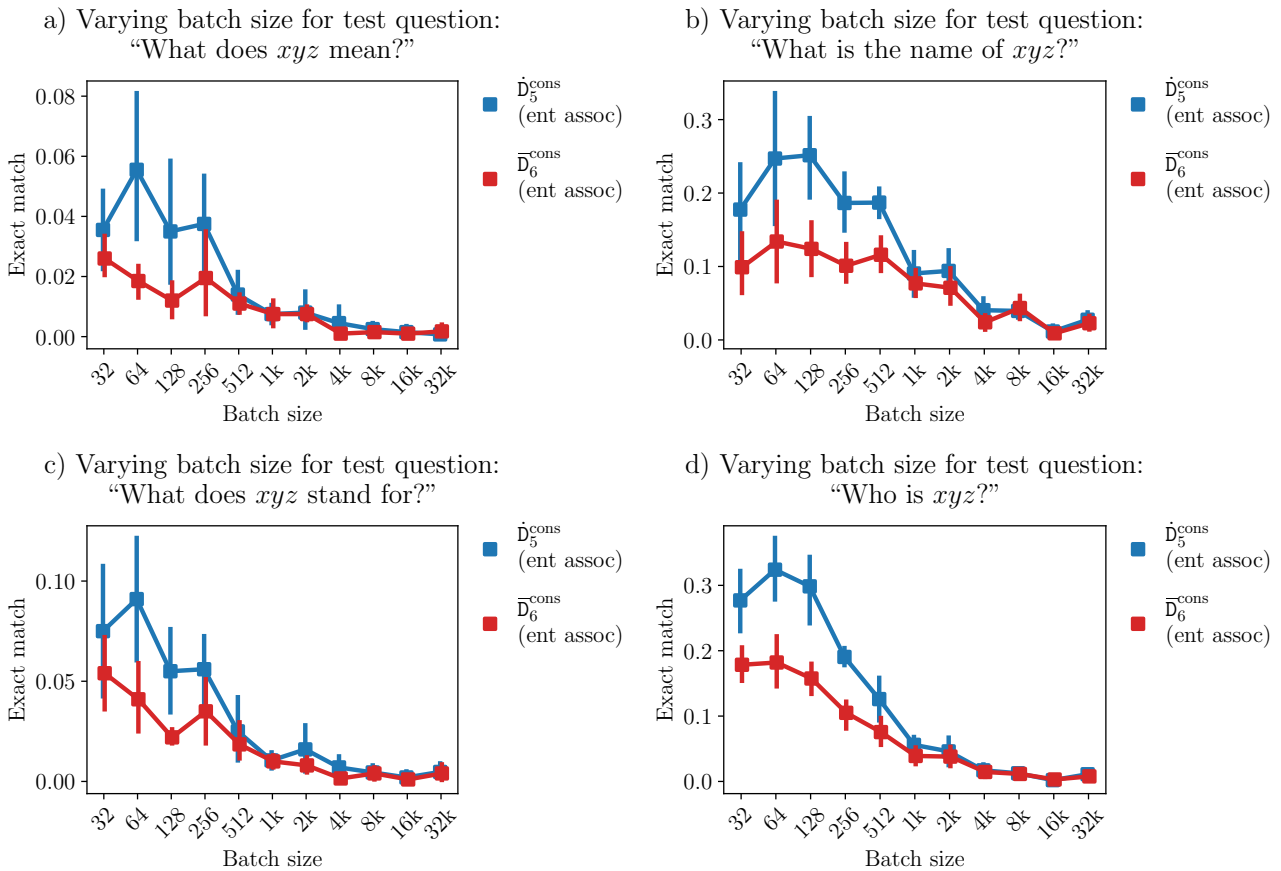 a) Varying batch size for test question:
“What does xyz mean?”
Exact match
0.08
0.06
0.04
0.02
0.00
32 64 128 256 512 1k 2k 4k 8k 16k 32k
Batch size
Ḋ₅ᶜᵒⁿˢ
(ent assoc)
D̅₆ᶜᵒⁿˢ
(ent assoc)
b) Varying batch size for test question:
“What is the name of xyz?”
Exact match
0.3
0.2
0.1
0.0
32 64 128 256 512 1k 2k 4k 8k 16k 32k
Batch size
Ḋ₅ᶜᵒⁿˢ
(ent assoc)
D̅₆ᶜᵒⁿˢ
(ent assoc)
c) Varying batch size for test question:
“What does xyz stand for?”
Exact match
0.10
0.05
0.00
32 64 128 256 512 1k 2k 4k 8k 16k 32k
Batch size
Ḋ₅ᶜᵒⁿˢ
(ent assoc)
D̅₆ᶜᵒⁿˢ
(ent assoc)
d) Varying batch size for test question:
“Who is xyz?”
Exact match
0.3
0.2
0.1
0.0
32 64 128 256 512 1k 2k 4k 8k 16k 32k
Batch size
Ḋ₅ᶜᵒⁿˢ
(ent assoc)
D̅₆ᶜᵒⁿˢ
(ent assoc)